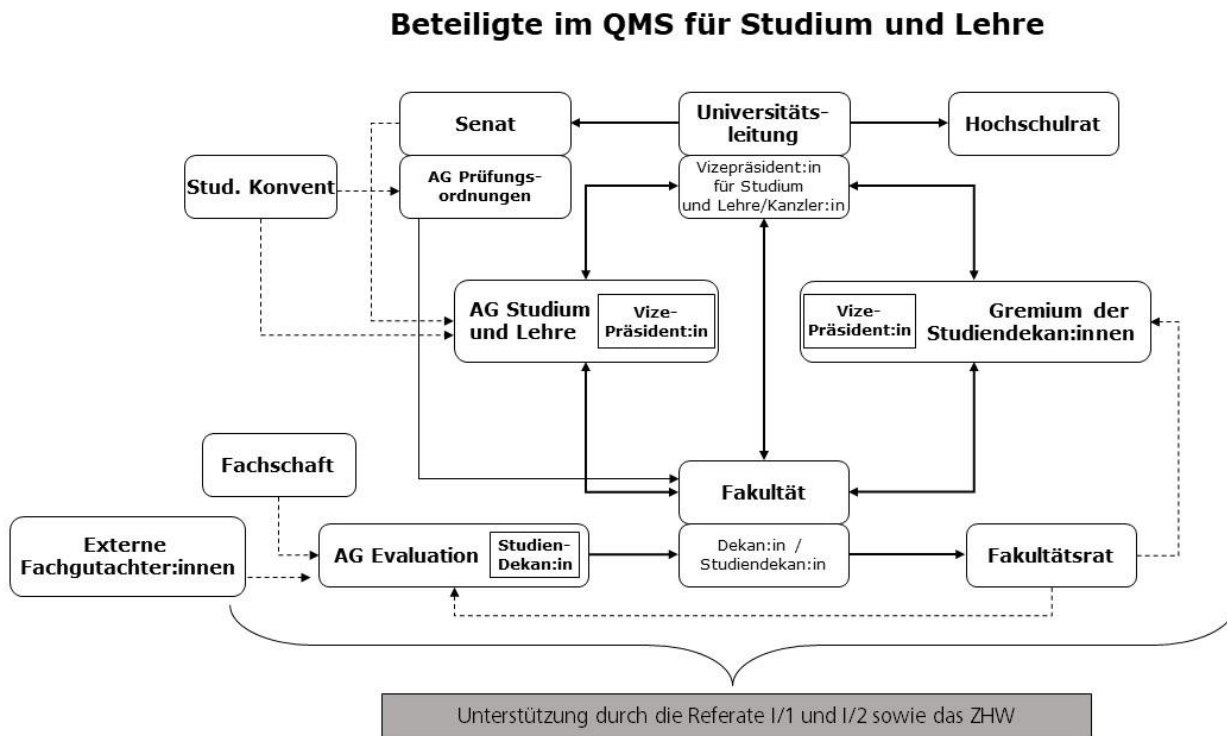 Beteiligte im QMS für Studium und Lehre
Senat
Universitäts-
leitung
Hochschulrat
Stud. Konvent
AG Prüfungs-
ordnungen
Vizepräsident:in
für Studium
und Lehre/Kanzler:in
AG Studium
und Lehre
Vize-
Präsident:in
Vize-
Präsident:in
Gremium der
Studiendekan:innen
Fachschaft
Fakultät
Externe
Fachgutachter:innen
AG Evaluation
Studien-
Dekan:in
Dekan:in /
Studiendekan:in
Fakultätsrat
Unterstützung durch die Referate I/1 und I/2 sowie das ZHW